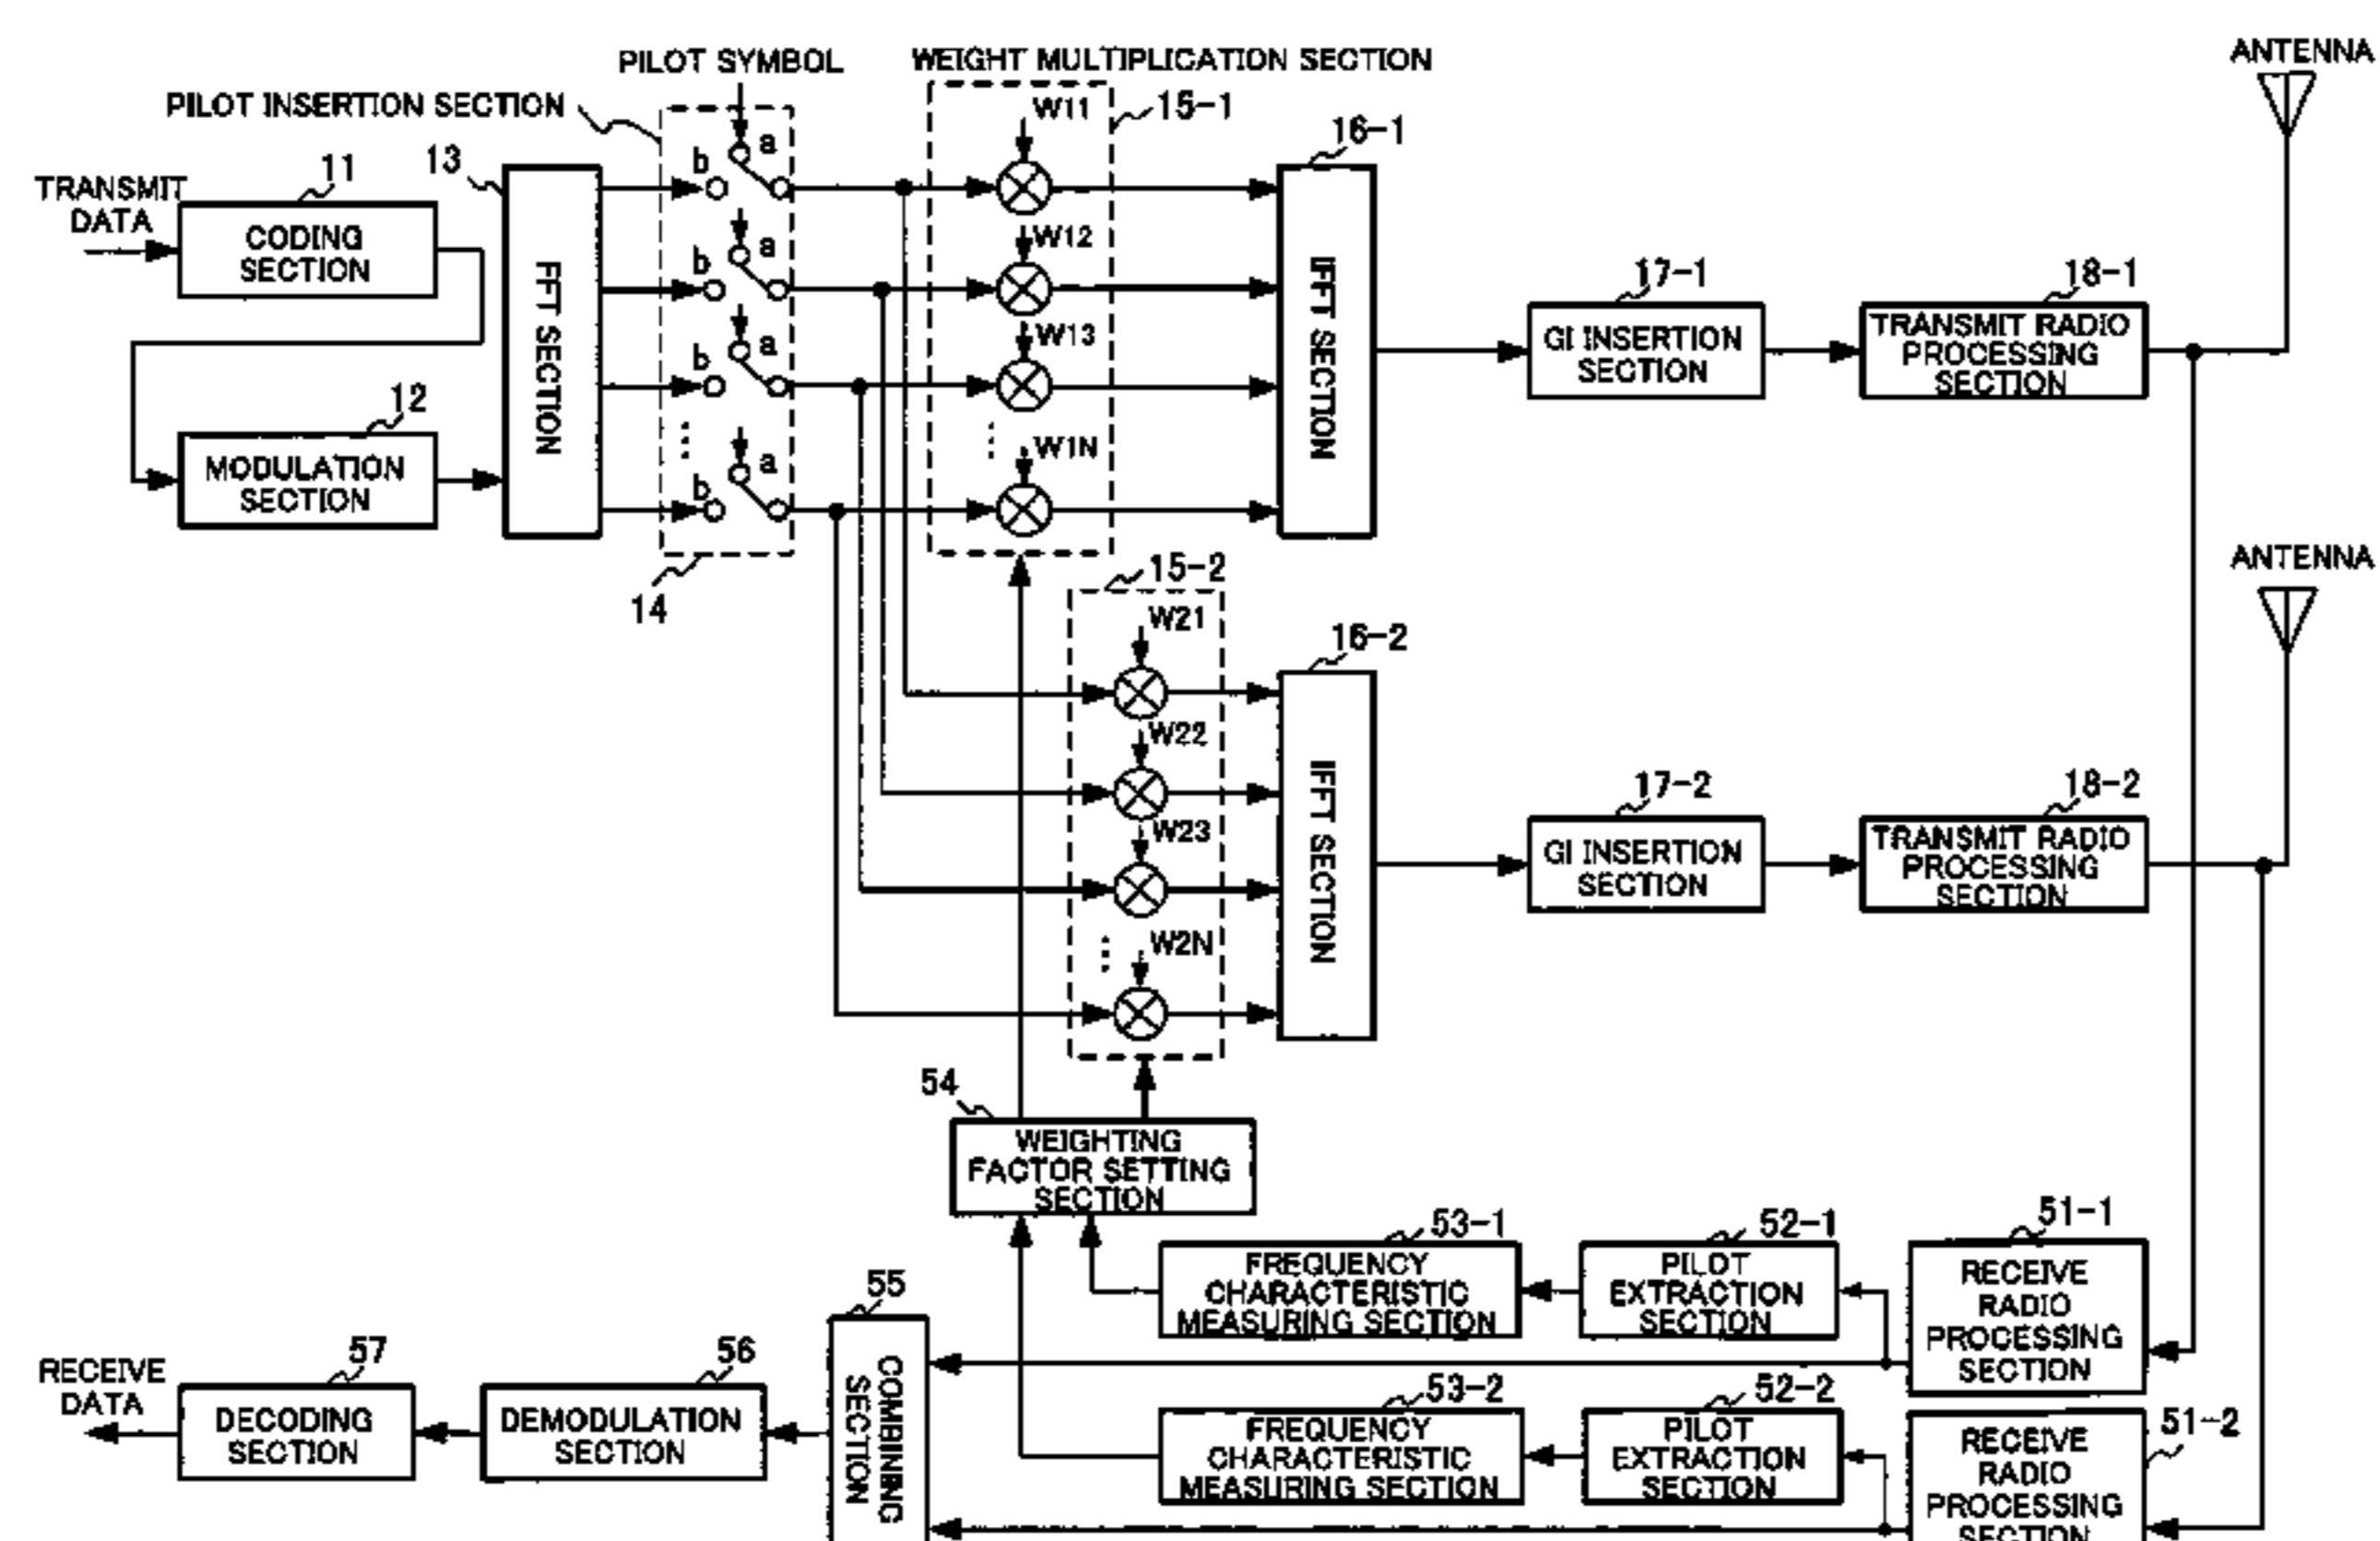 PILOT SYMBOL
WEIGHT MULTIPLICATION SECTION
ANTENNA
PILOT INSERTION SECTION
W11
15-1
a
b
13
11
16-1
TRANSMIT
DATA
CODING
SECTION
FFT SECTION
a
b
W12
IFFT SECTION
17-1
18-1
a
b
W13
GI INSERTION
SECTION
TRANSMIT RADIO
PROCESSING
SECTION
12
MODULATION
SECTION
a
b
W1N
14
15-2
ANTENNA
W21
16-2
W22
IFFT SECTION
17-2
18-2
W23
GI INSERTION
SECTION
TRANSMIT RADIO
PROCESSING
SECTION
W2N
54
WEIGHTING
FACTOR SETTING
SECTION
53-1
52-1
51-1
FREQUENCY
CHARACTERISTIC
MEASURING SECTION
PILOT
EXTRACTION
SECTION
RECEIVE
RADIO
PROCESSING
SECTION
55
COMBINING
SECTION
RECEIVE
DATA
57
DECODING
SECTION
56
DEMODULATION
SECTION
53-2
52-2
51-2
FREQUENCY
CHARACTERISTIC
MEASURING SECTION
PILOT
EXTRACTION
SECTION
RECEIVE
RADIO
PROCESSING
SECTION